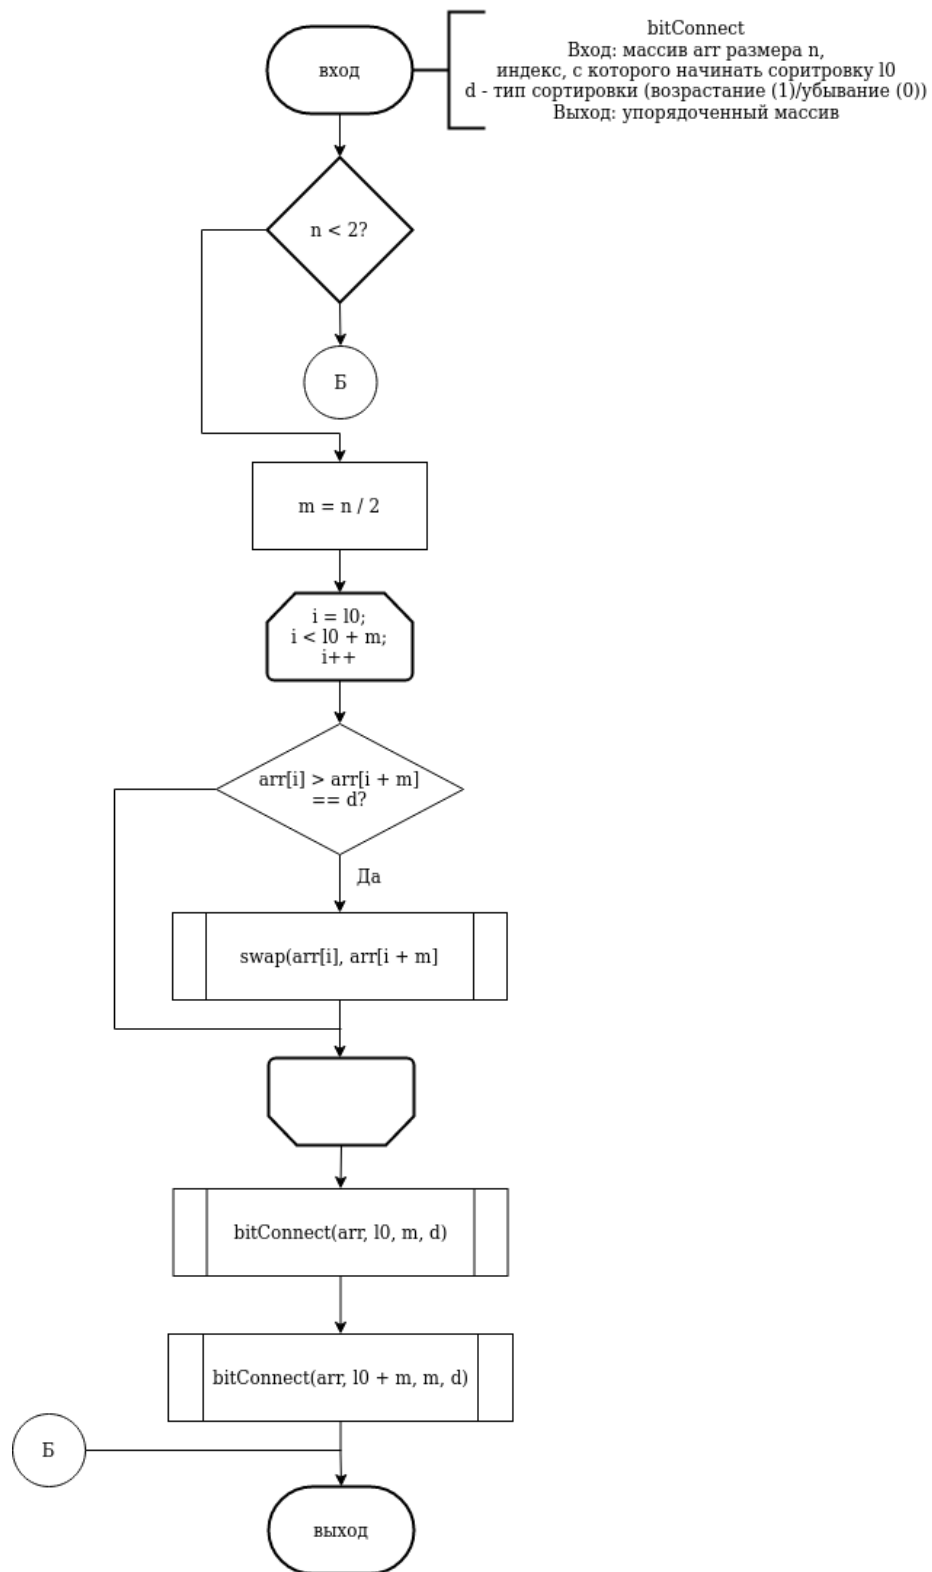 вход
bitConnect
Вход: массив arr размера n,
индекс, с которого начинать соритровку l0
d - тип сортировки (возрастание (1)/убывание (0))
Выход: упорядоченный массив
n < 2?
Б
m = n / 2
i = l0;
i < l0 + m;
i++
arr[i] > arr[i + m]
== d?
Да
swap(arr[i], arr[i + m]
bitConnect(arr, l0, m, d)
bitConnect(arr, l0 + m, m, d)
Б
выход